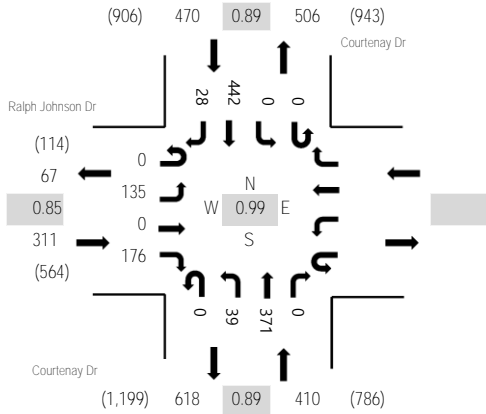 (906) 470 0.89 506 (943)
Courtenay Dr
28 442 0 0
Ralph Johnson Dr
(114)
67 0
135 N
0.85 W 0.99 E
311 0 S
176
(564)
0 39 371 0
Courtenay Dr
(1,199) 618 0.89 410 (786)